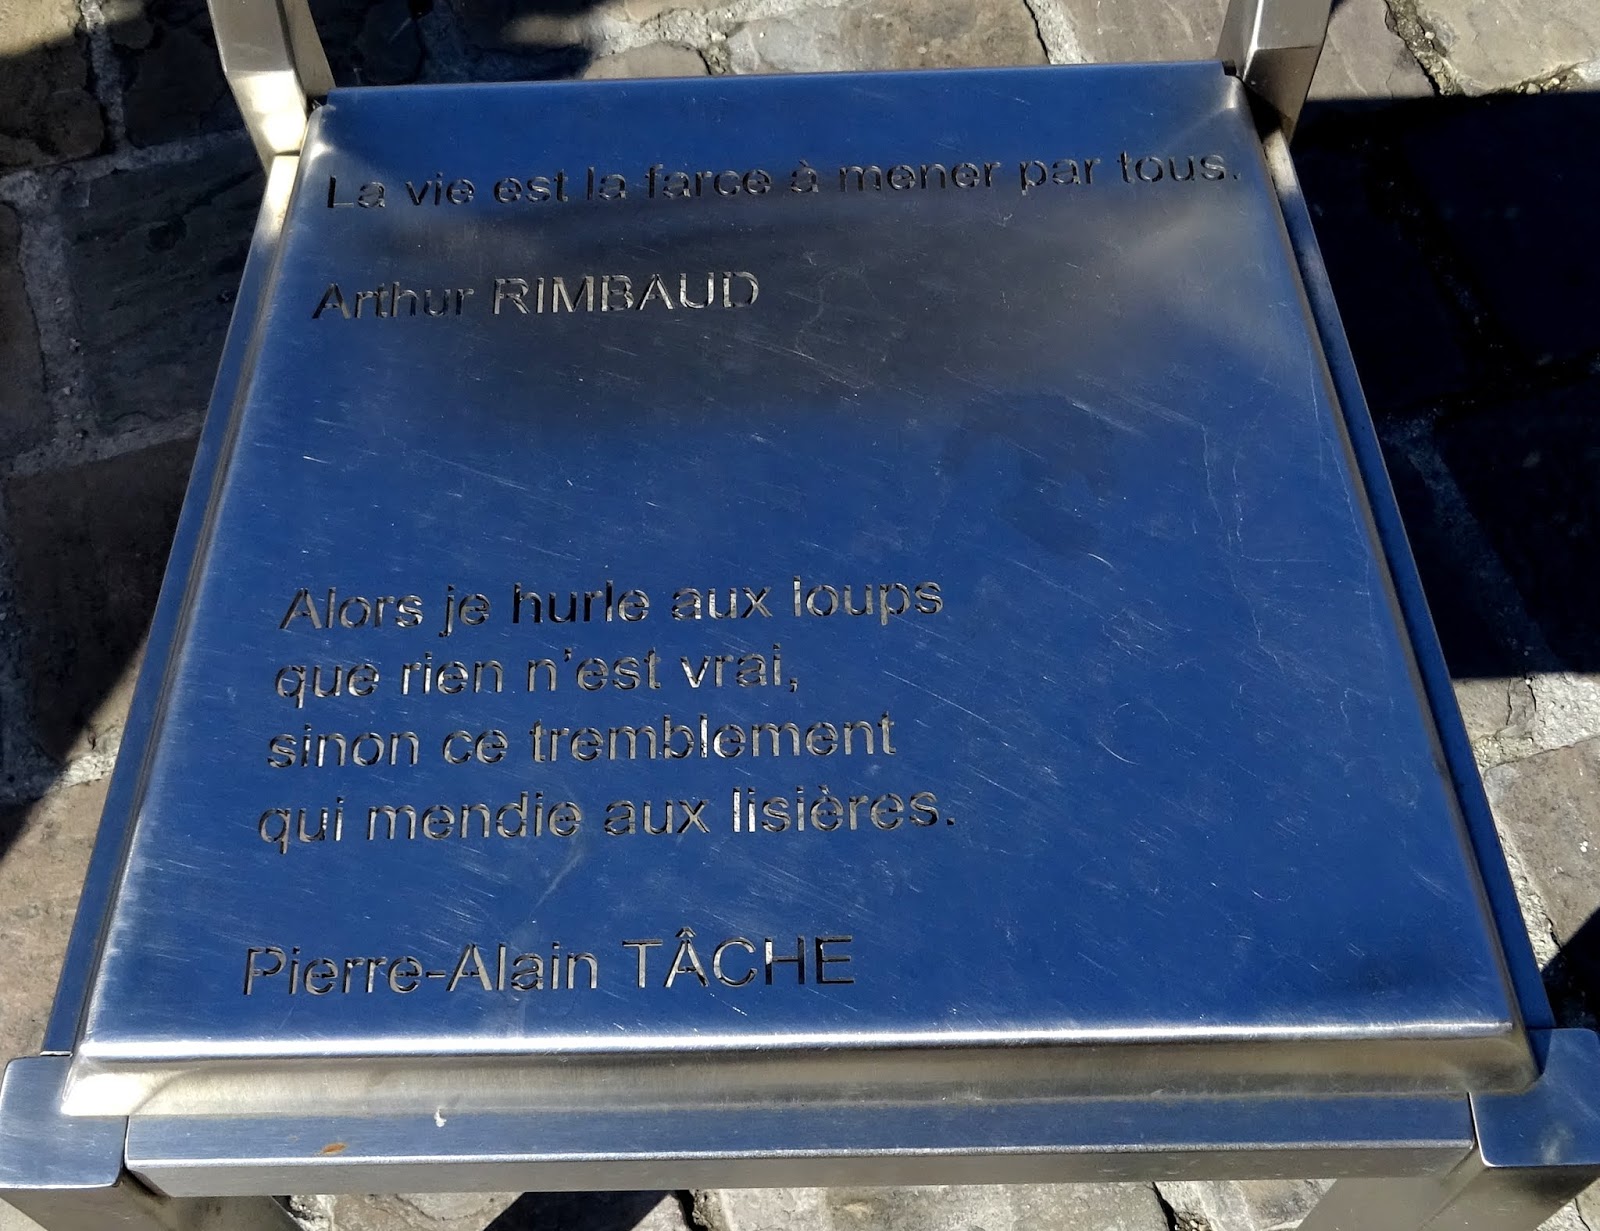 La vie est la farce à mener par tous.
Arthur RIMBAUD
Alors je hurle aux loups
que rien n'est vrai,
sinon ce tremblement
qui mendie aux lisières.
Pierre-Alain TÂCHE